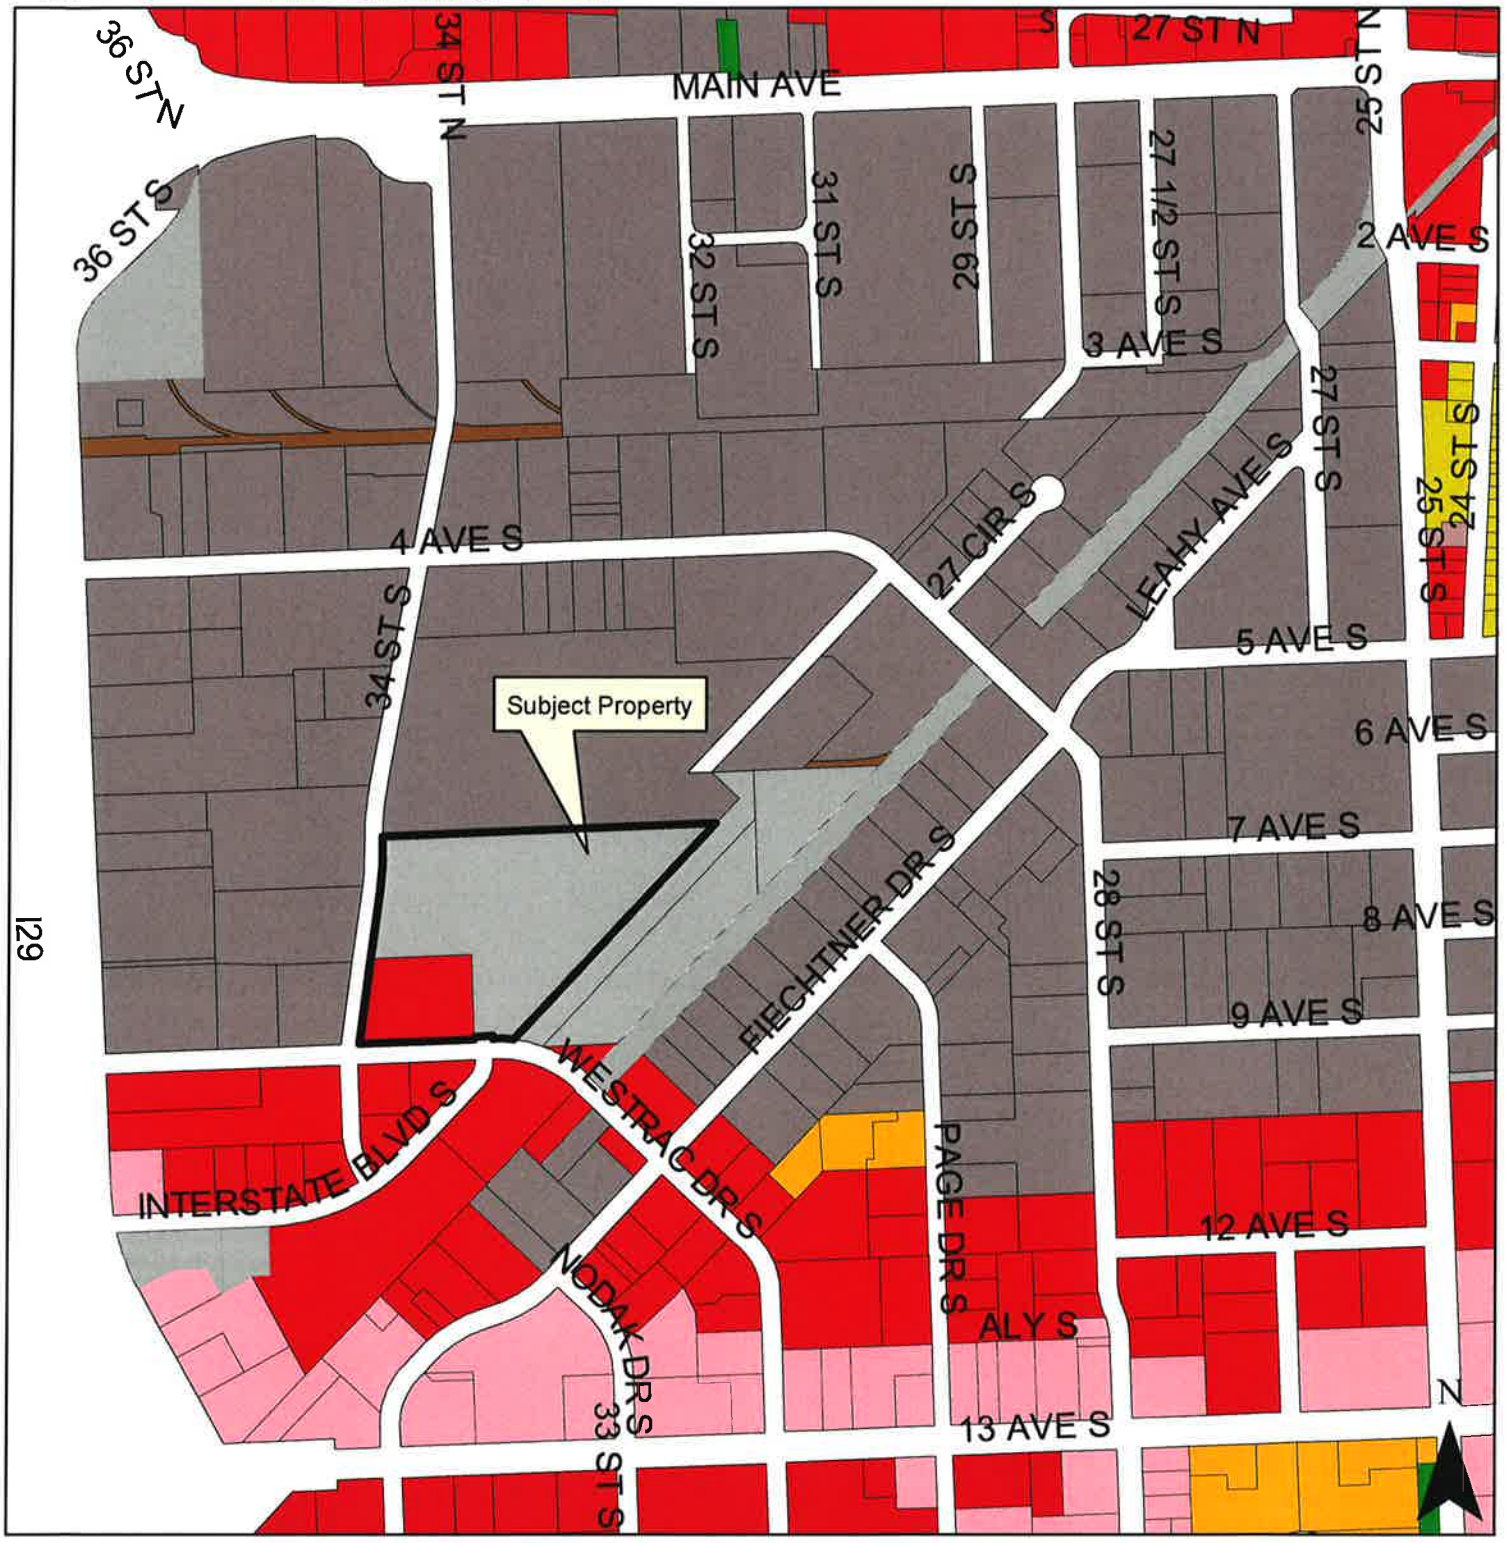 36 ST N
34 ST N
S
27 ST N
25 ST N
MAIN AVE
36 ST S
32 ST S
31 ST S
29 ST S
27 1/2 ST S
2 AVE S
3 AVE S
27 ST S
24 ST S
25 ST S
4 AVE S
27 CIR S
LEAHY AVE S
34 ST S
5 AVE S
Subject Property
6 AVE S
7 AVE S
FIECHTNER DR S
28 ST S
8 AVE S
I29
9 AVE S
WESTRAC DR S
INTERSTATE BLVD S
PAGE DR S
12 AVE S
NODAK DR S
ALY S
33 ST S
13 AVE S
N